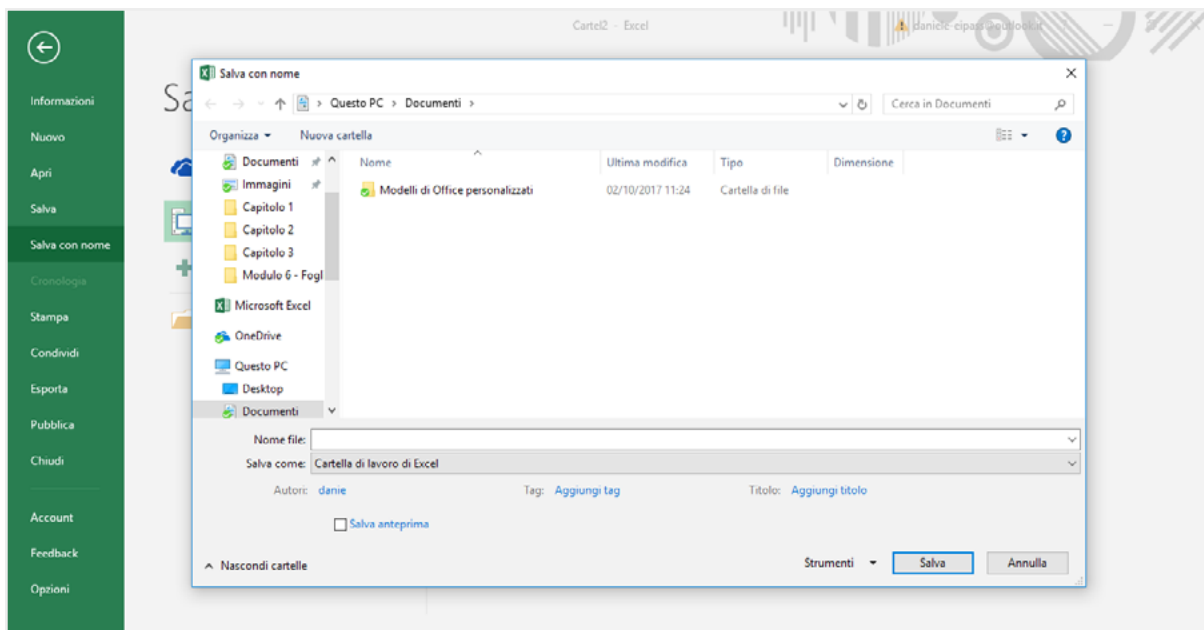 Cartel2 - Excel
daniele-eipass@outlook.it
Informazioni
Nuovo
Apri
Salva
Salva con nome
Cronologia
Stampa
Condividi
Esporta
Pubblica
Chiudi
Account
Feedback
Opzioni
Sa
Salva con nome
Questo PC > Documenti >
Cerca in Documenti
Organizza Nuova cartella
Nome Ultima modifica Tipo Dimensione
Modelli di Office personalizzati 02/10/2017 11:24 Cartella di file
Documenti
Immagini
Capitolo 1
Capitolo 2
Capitolo 3
Modulo 6 - Fogl
Microsoft Excel
OneDrive
Questo PC
Desktop
Documenti
Nome file:
Salva come: Cartella di lavoro di Excel
Autori: danie Tag: Aggiungi tag Titolo: Aggiungi titolo
Salva anteprima
Nascondi cartelle
Strumenti Salva Annulla